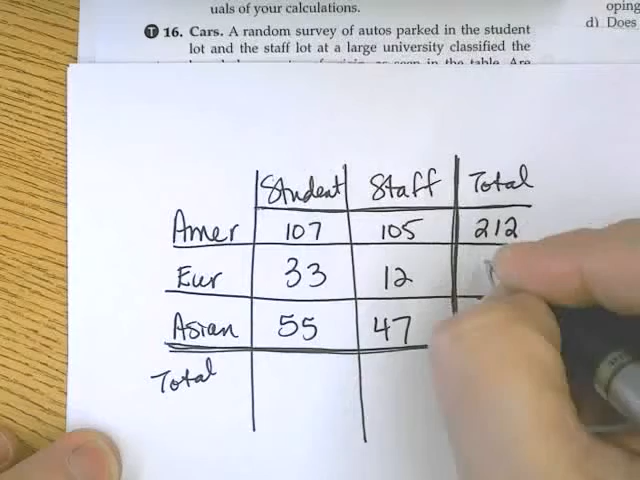 uals of your calculations.
oping
16. Cars. A random survey of autos parked in the student
d) Does
lot and the staff lot at a large university classified the
Student Staff Total
Amer 107 105 212
Eur 33 12
Asian 55 47
Total